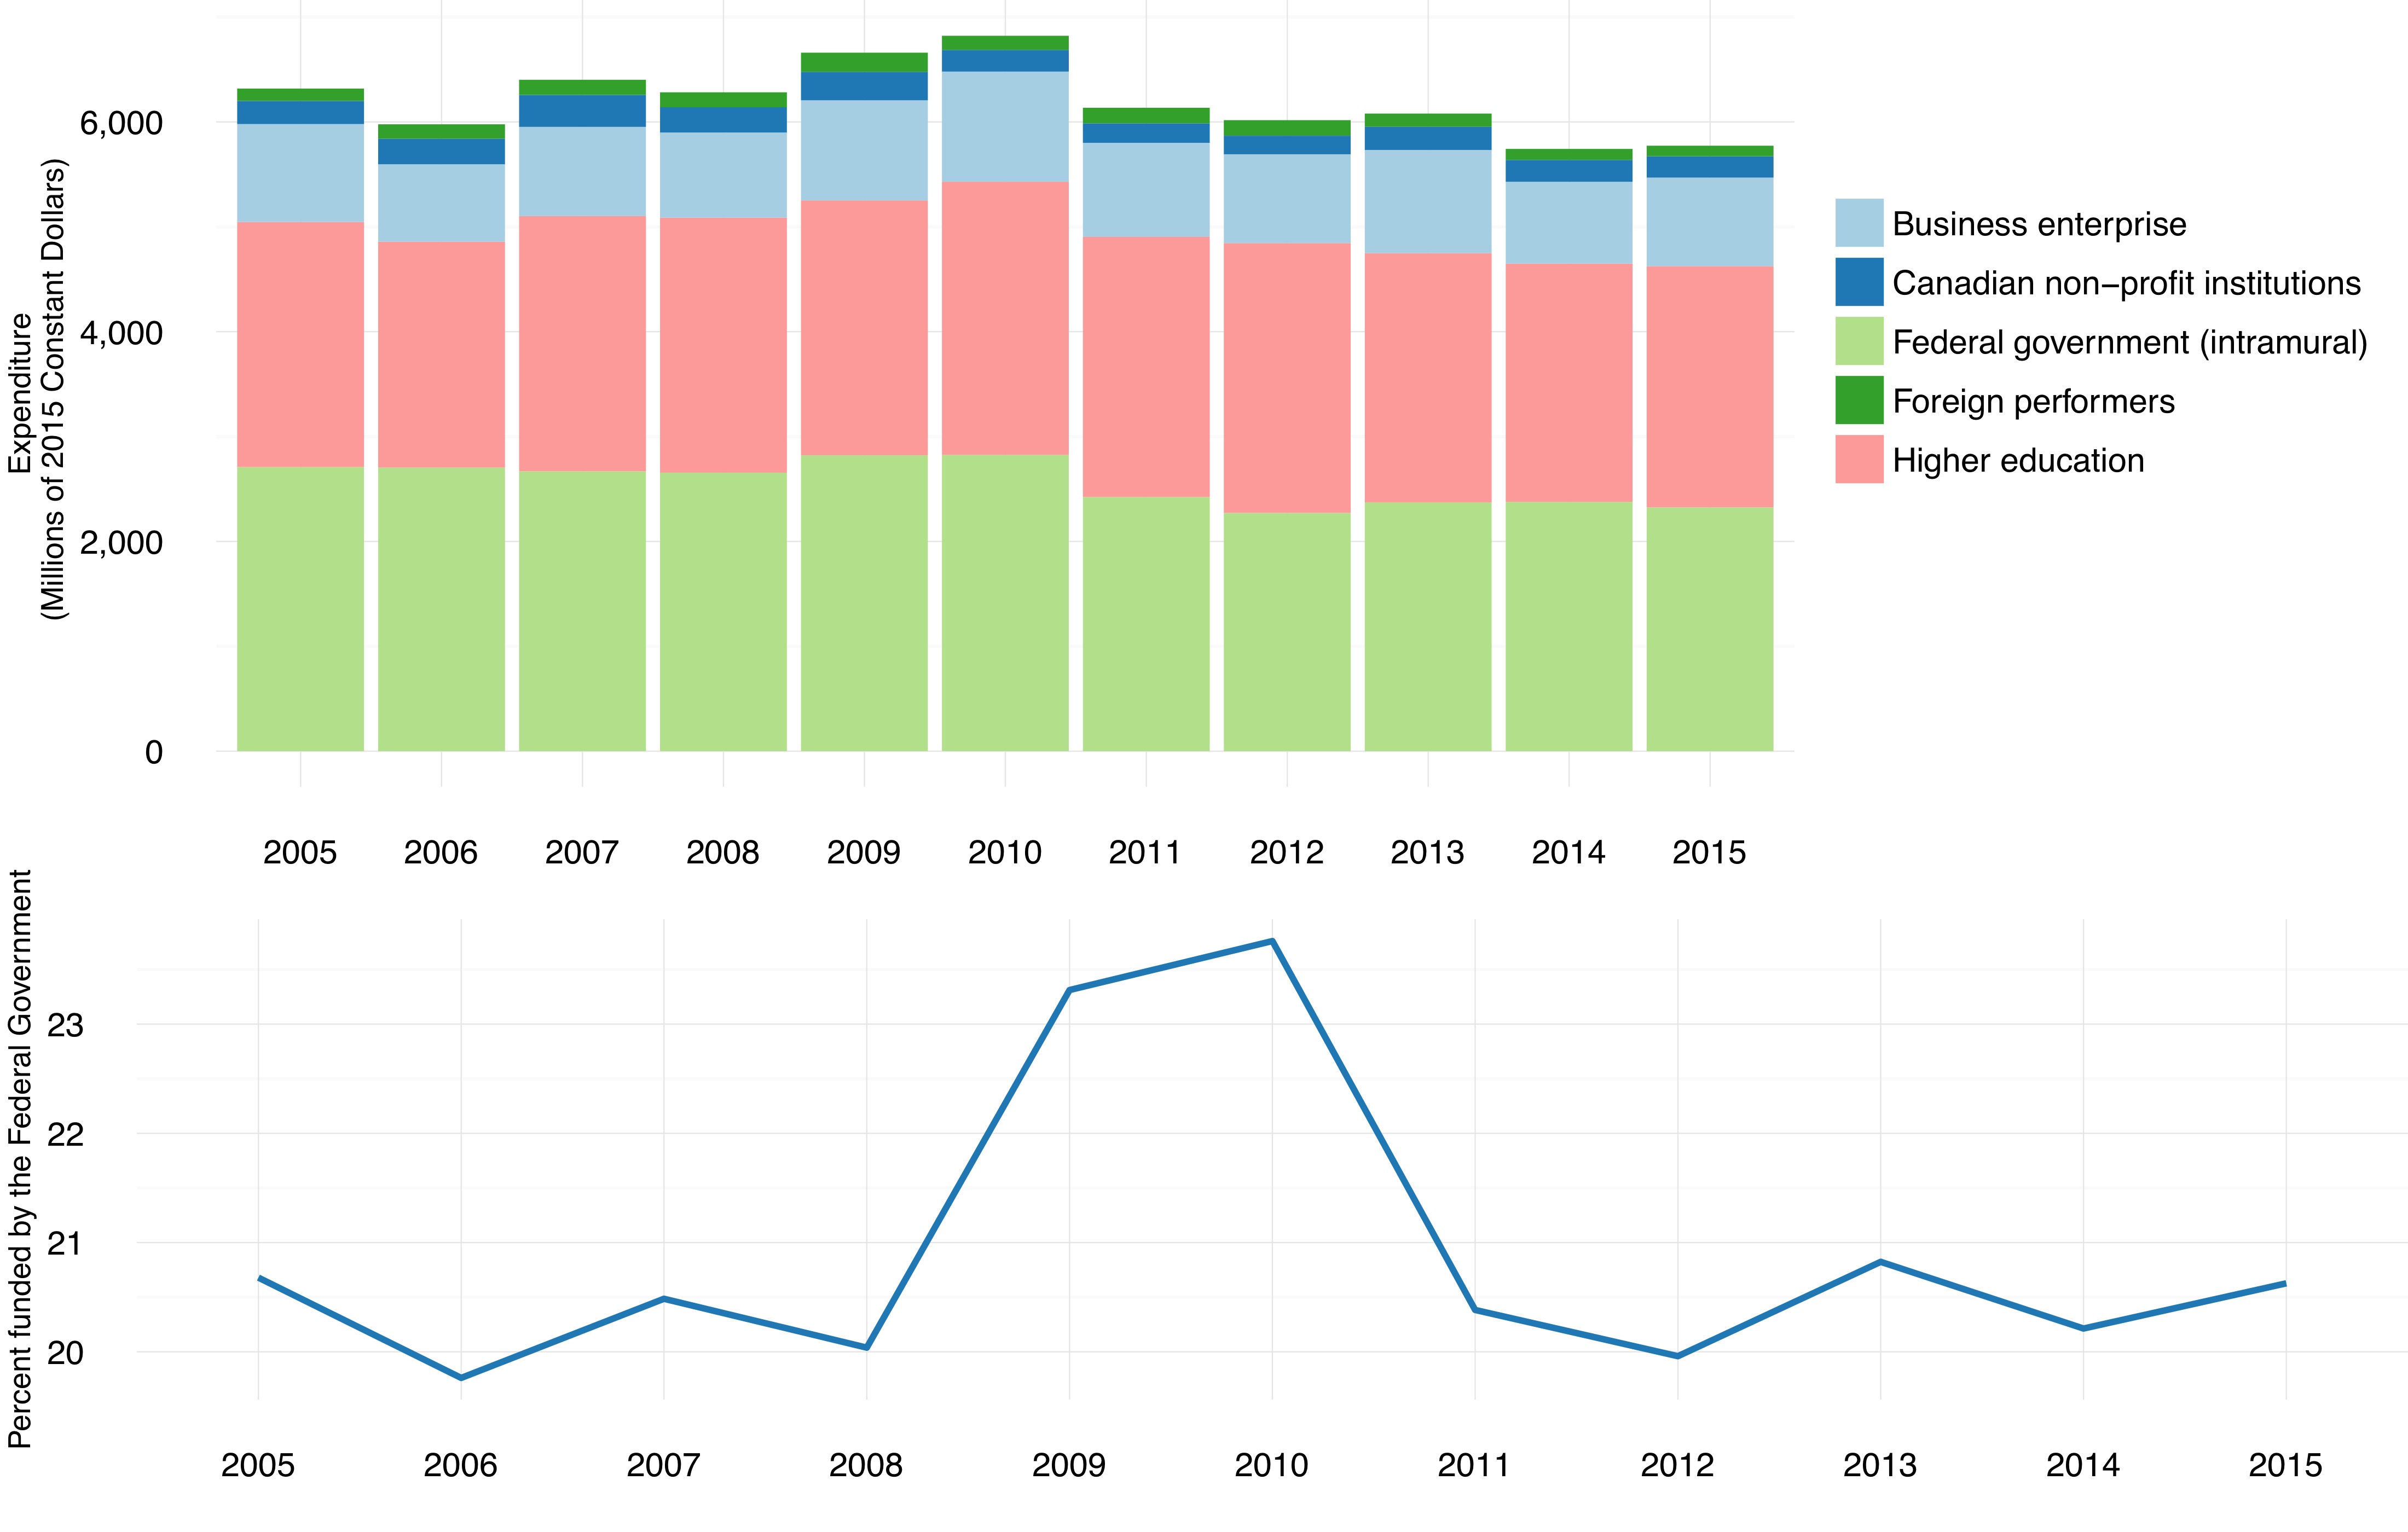 Expenditure
(Millions of 2015 Constant Dollars)
6,000
4,000
2,000
0
2005 2006 2007 2008 2009 2010 2011 2012 2013 2014 2015
Business enterprise
Canadian non−profit institutions
Federal government (intramural)
Foreign performers
Higher education
Percent funded by the Federal Government
23
22
21
20
2005 2006 2007 2008 2009 2010 2011 2012 2013 2014 2015